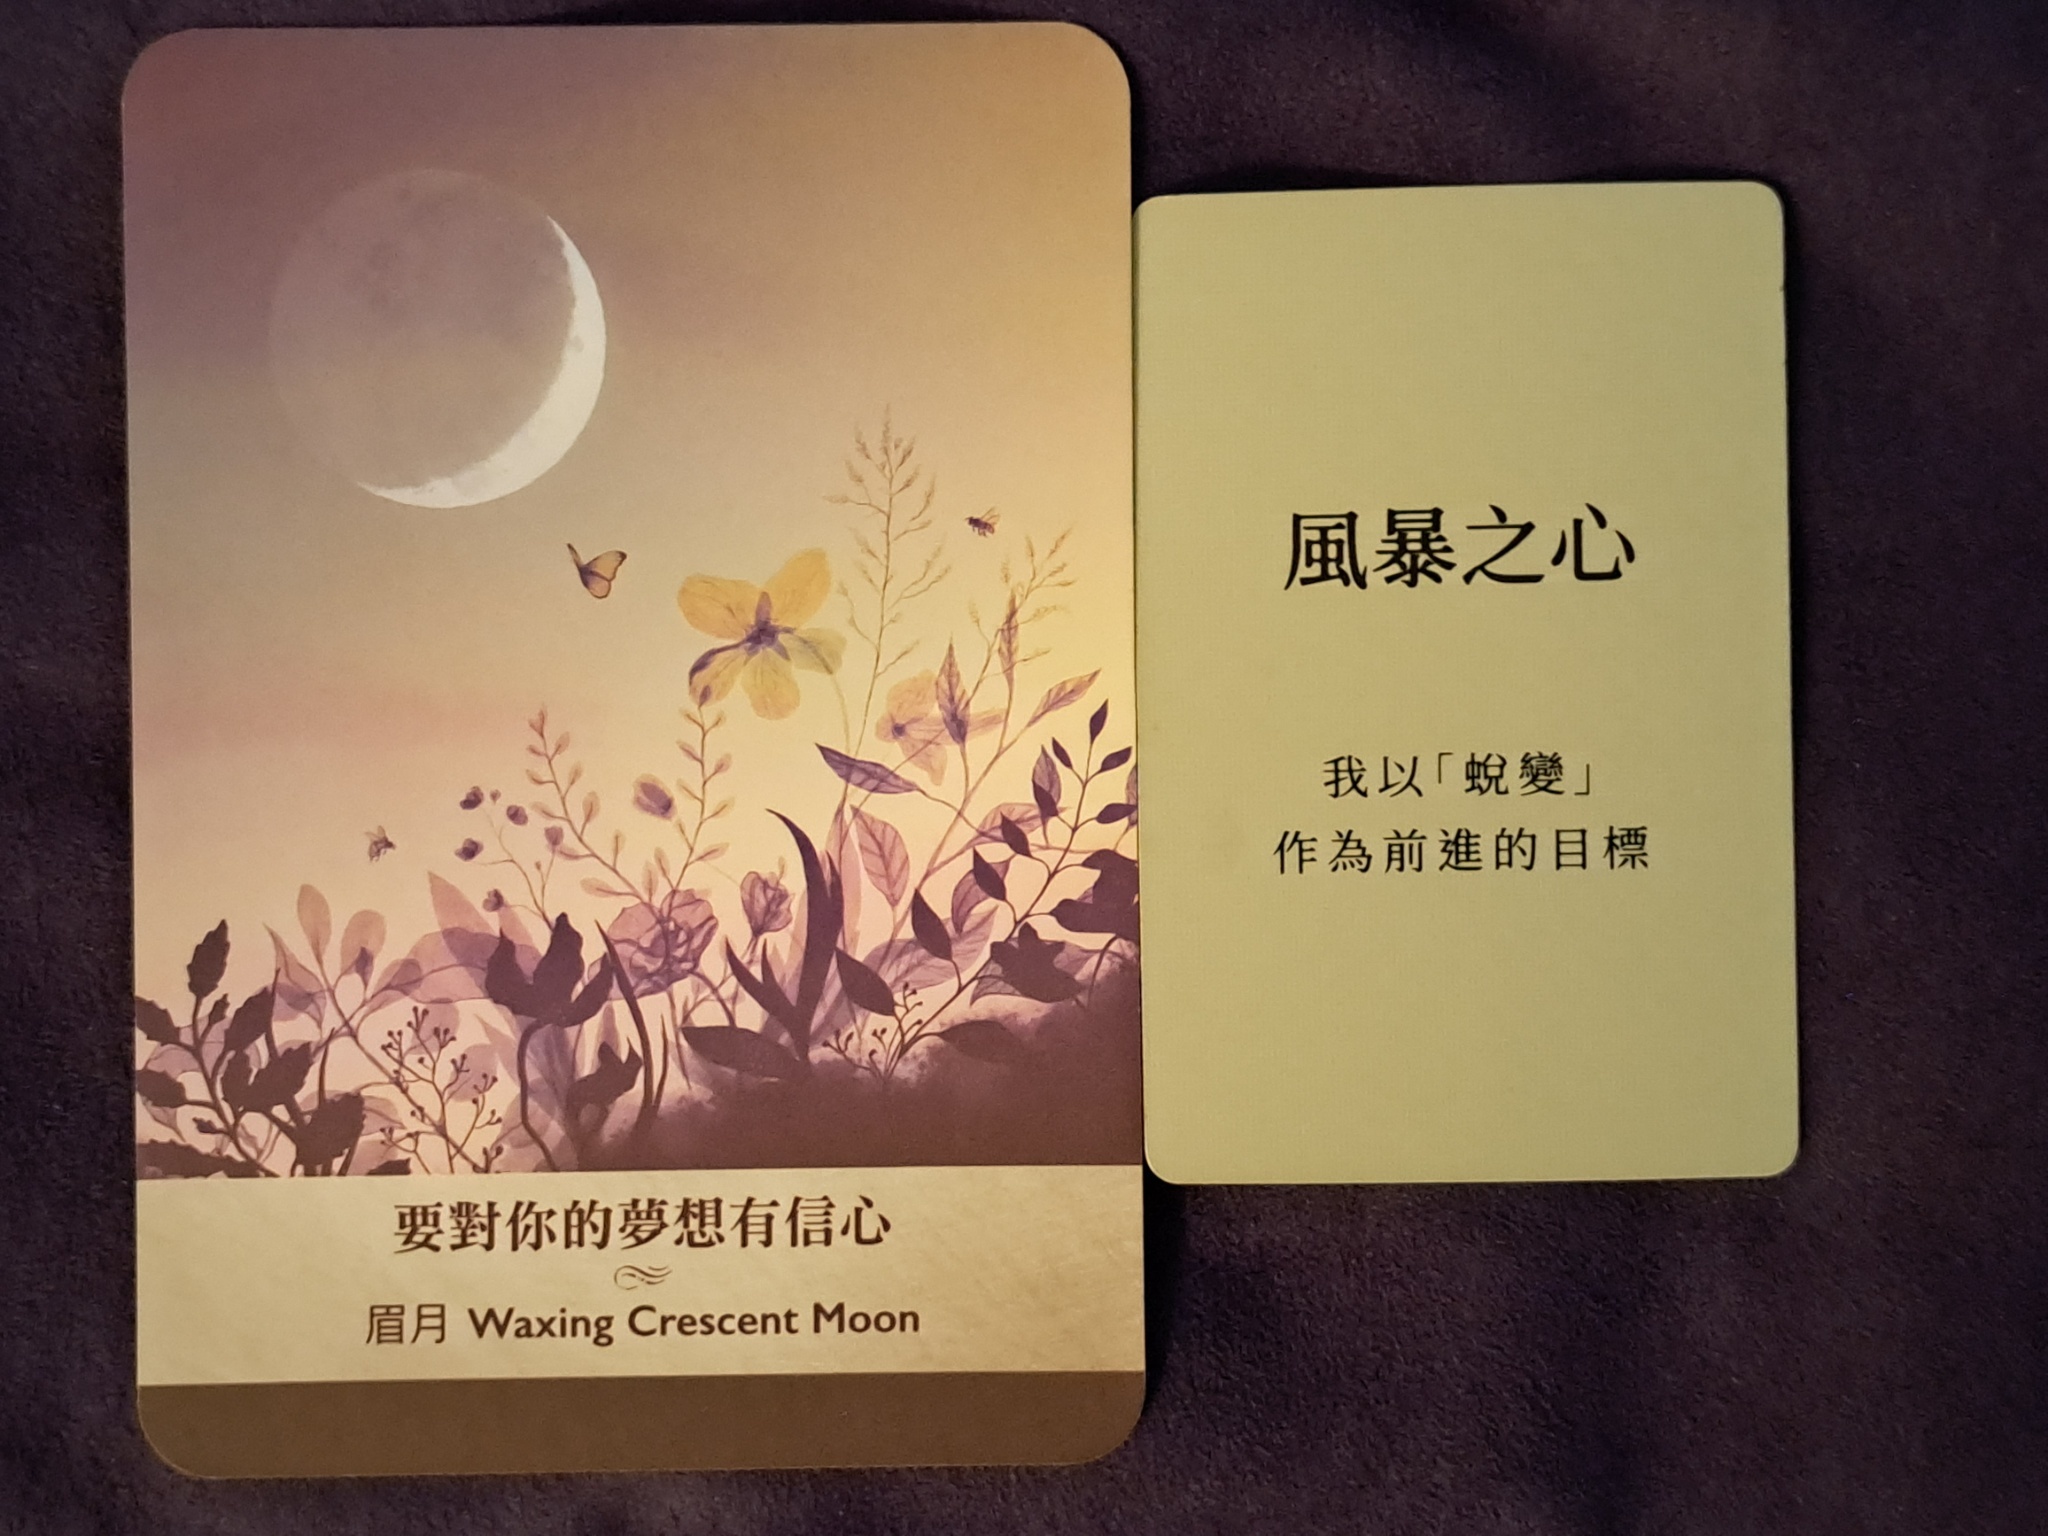 要對你的夢想有信心
眉月 Waxing Crescent Moon
風暴之心
我以「蛻變」
作為前進的目標